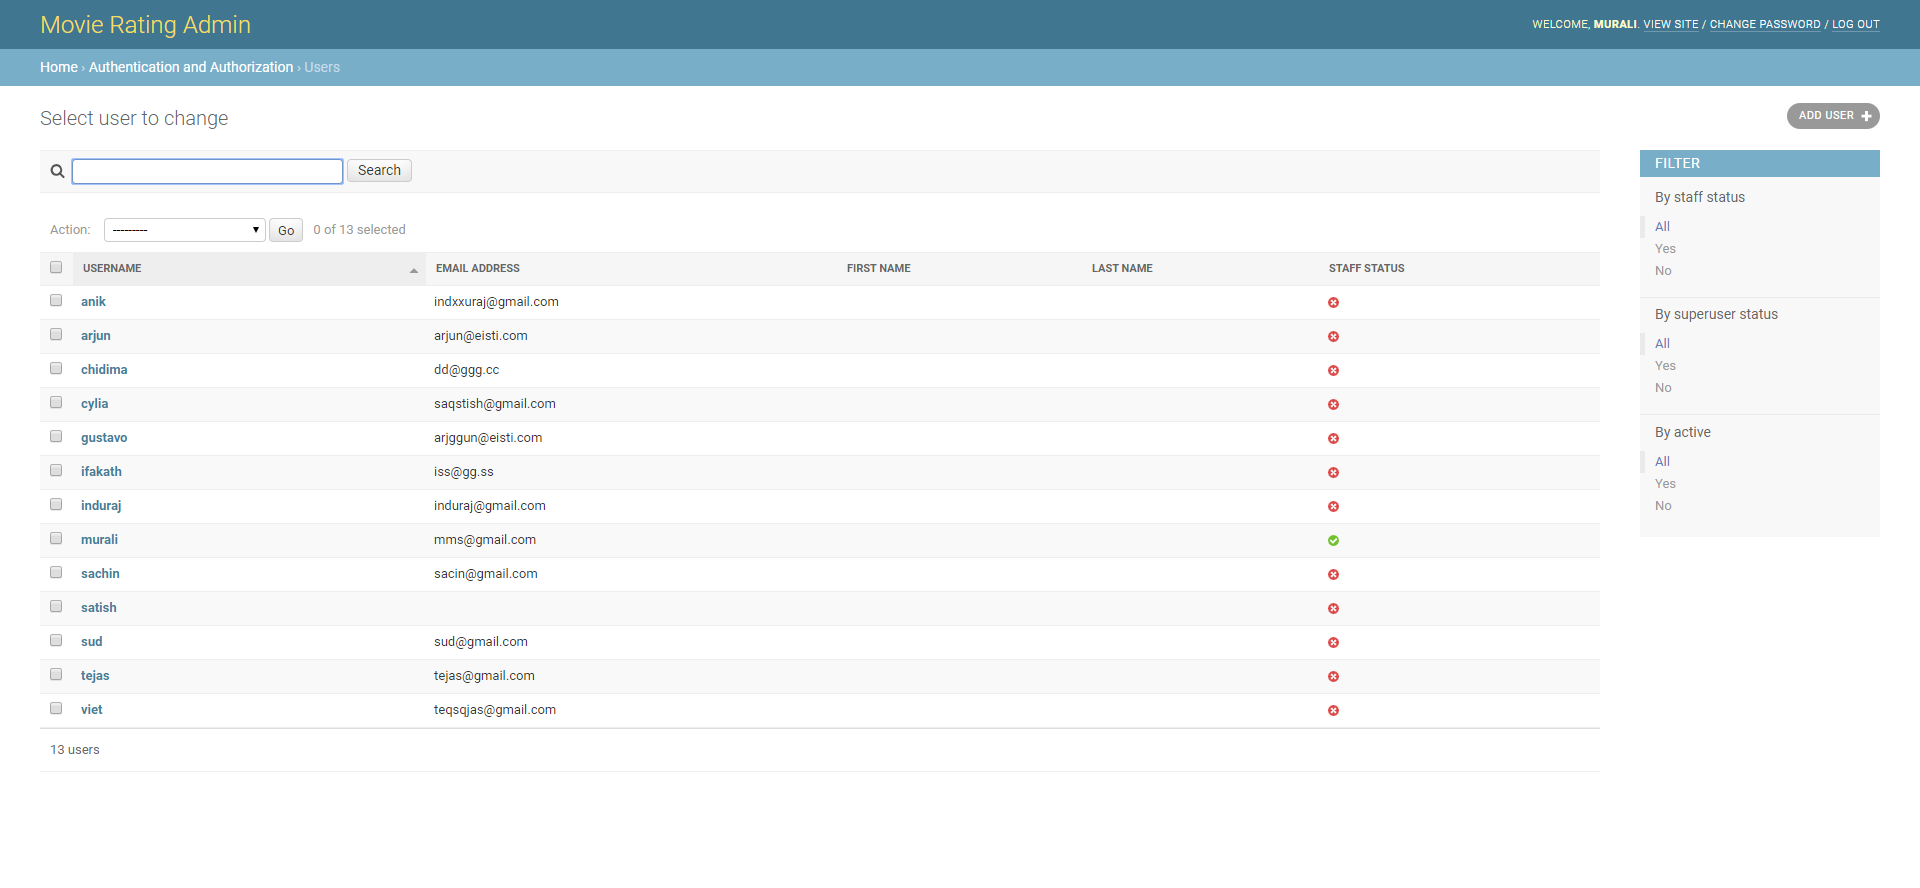 Movie Rating Admin
WELCOME, MURALI. VIEW SITE / CHANGE PASSWORD / LOG OUT
Home › Authentication and Authorization › Users
Select user to change
ADD USER +
Search
Action: --------- Go 0 of 13 selected
USERNAME EMAIL ADDRESS FIRST NAME LAST NAME STAFF STATUS
anik indxxuraj@gmail.com
arjun arjun@eisti.com
chidima dd@ggg.cc
cylia saqstish@gmail.com
gustavo arjggun@eisti.com
ifakath iss@gg.ss
induraj induraj@gmail.com
murali mms@gmail.com
sachin sacin@gmail.com
satish
sud sud@gmail.com
tejas tejas@gmail.com
viet teqsqjas@gmail.com
13 users
FILTER
By staff status
All
Yes
No
By superuser status
All
Yes
No
By active
All
Yes
No